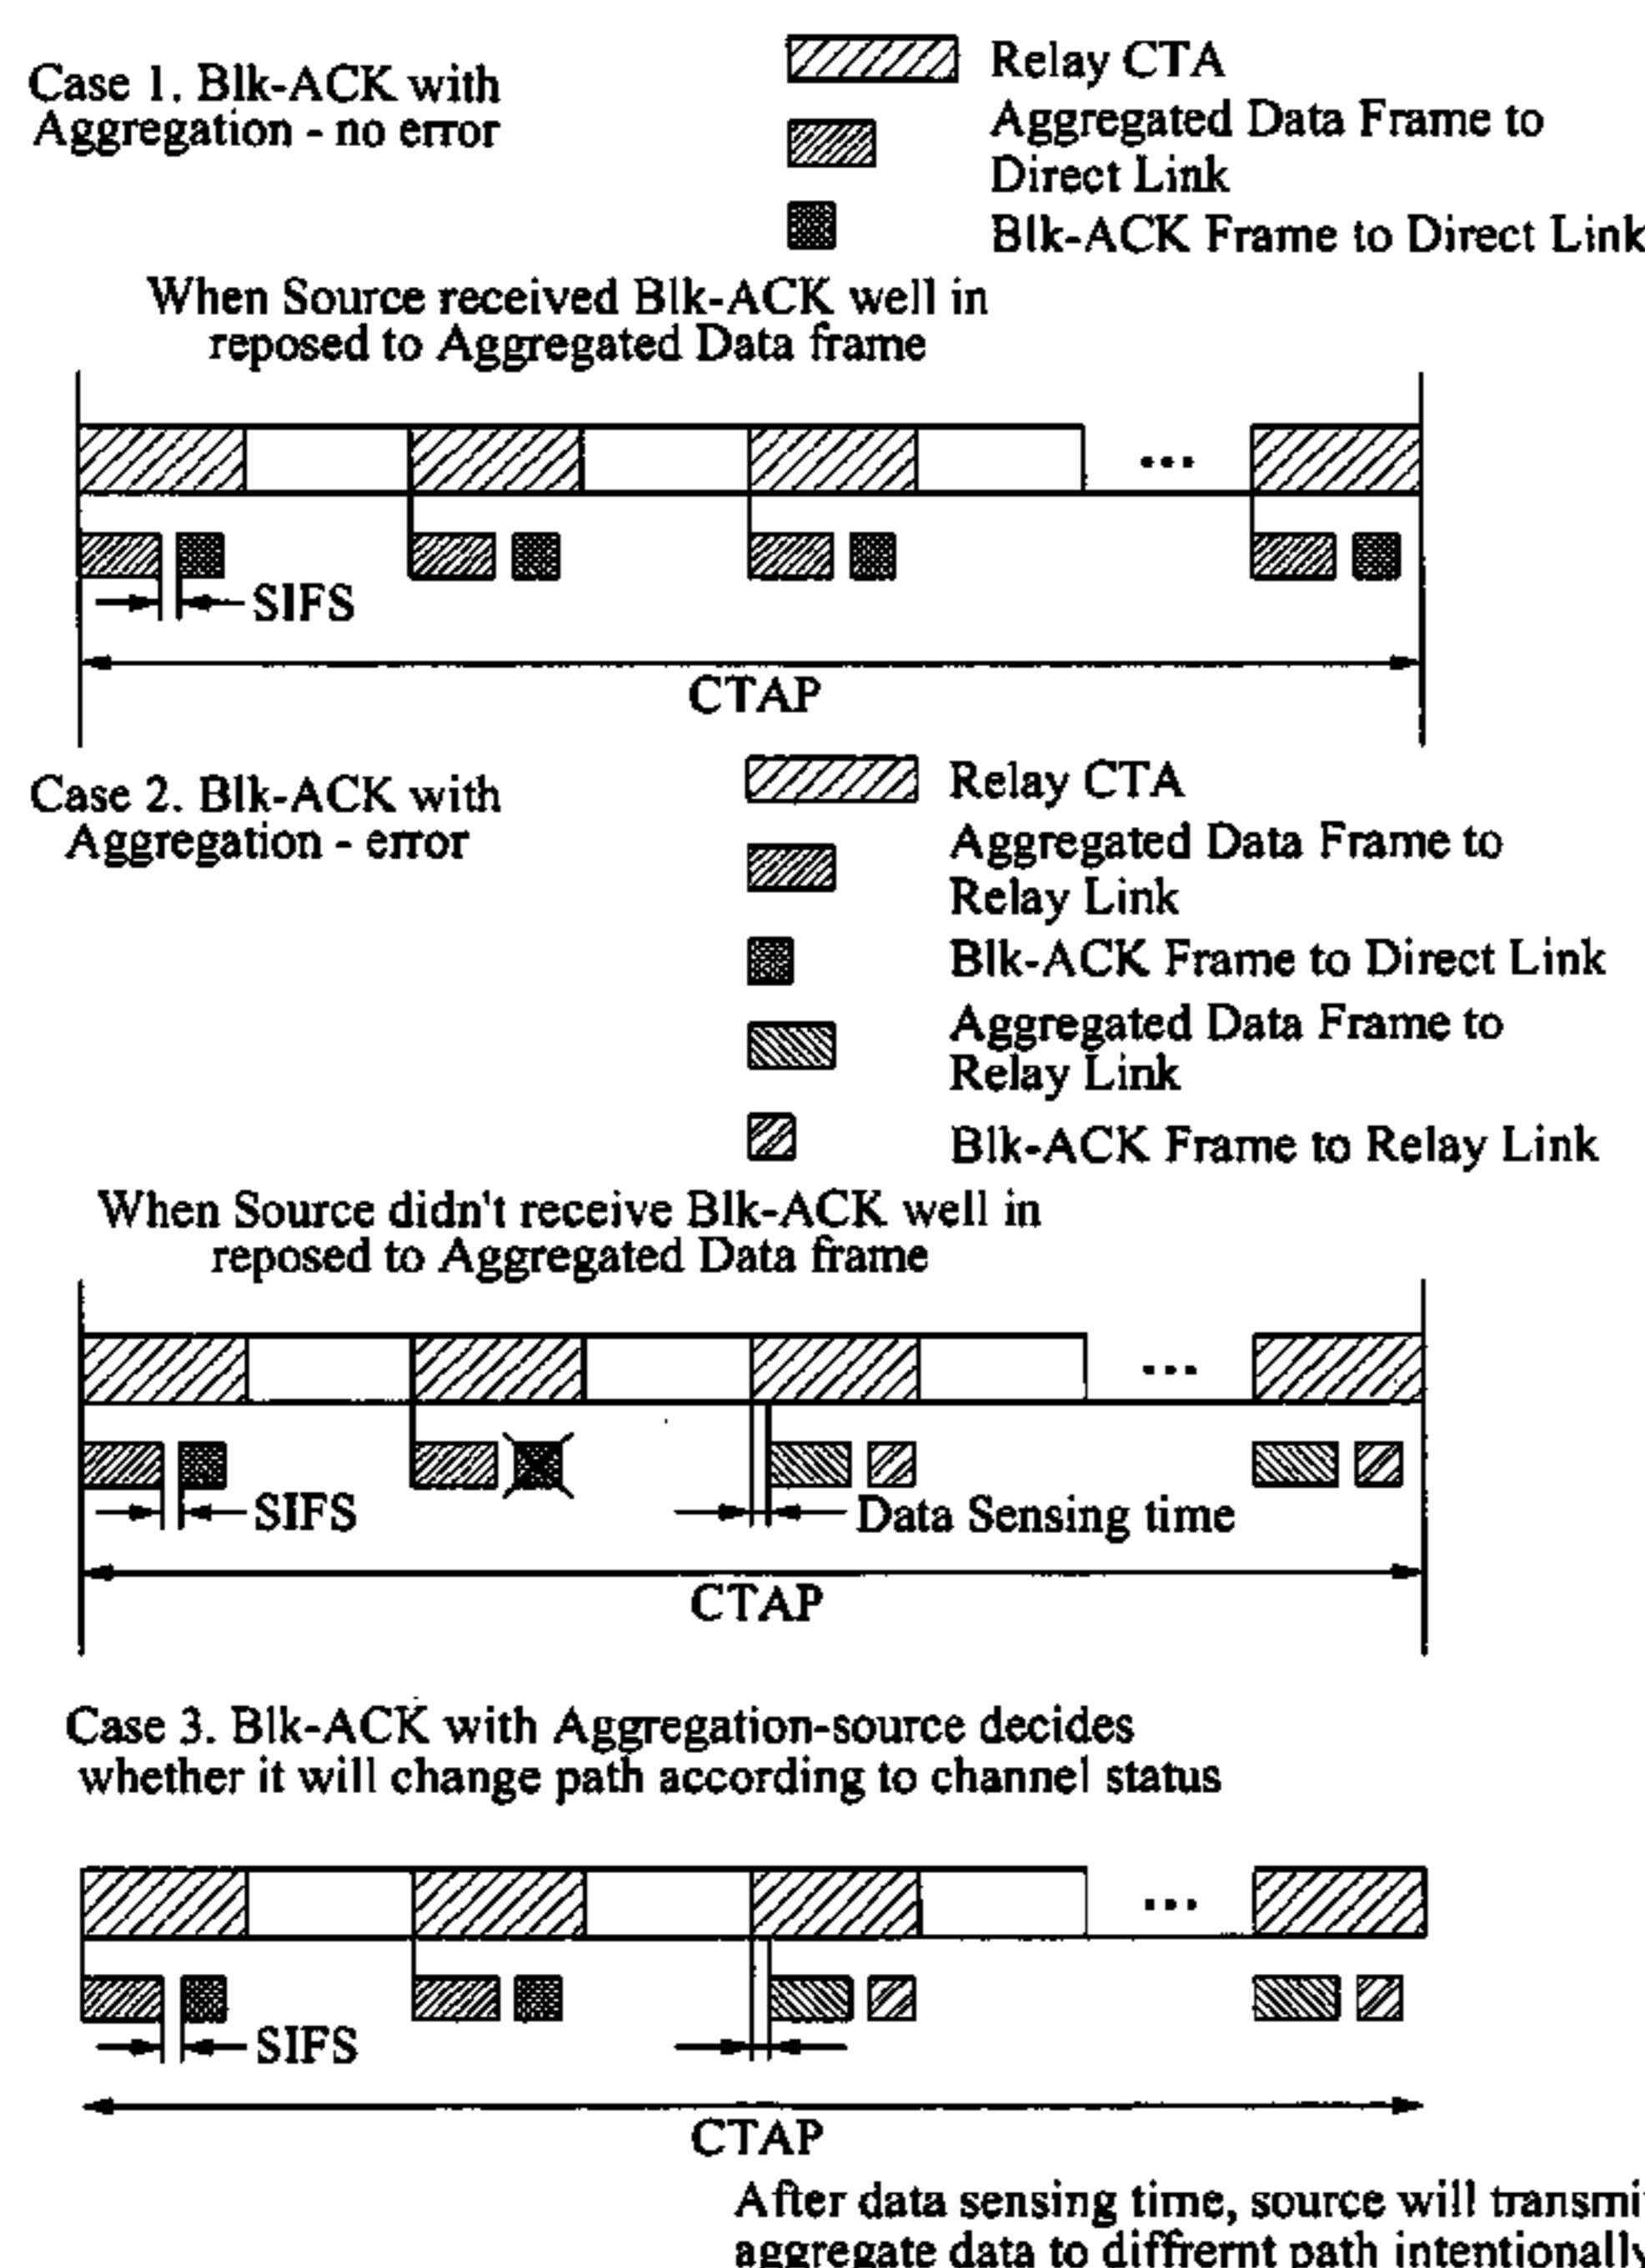 Case 1. Blk-ACK with
Aggregation - no error
Relay CTA
Aggregated Data Frame to
Direct Link
Blk-ACK Frame to Direct Link
When Source received Blk-ACK well in
reposed to Aggregated Data frame
...
SIFS
CTAP
Case 2. Blk-ACK with
Aggregation - error
Relay CTA
Aggregated Data Frame to
Relay Link
Blk-ACK Frame to Direct Link
Aggregated Data Frame to
Relay Link
Blk-ACK Frame to Relay Link
When Source didn't receive Blk-ACK well in
reposed to Aggregated Data frame
...
SIFS
Data Sensing time
CTAP
Case 3. Blk-ACK with Aggregation-source decides
whether it will change path according to channel status
...
SIFS
CTAP
After data sensing time, source will transmit
aggregate data to diffrernt path intentionally